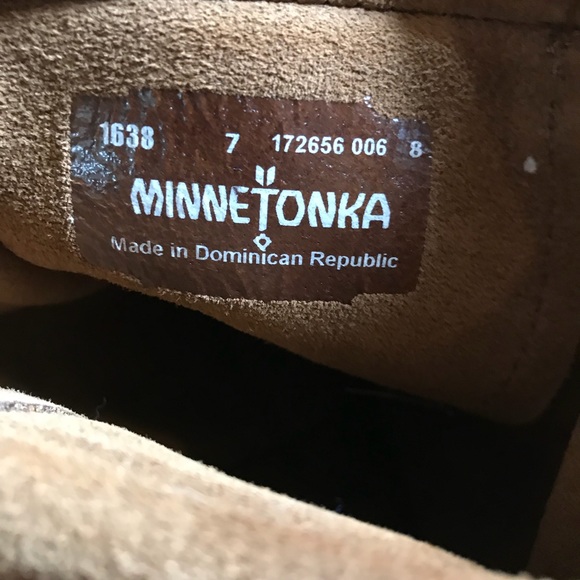 1638 7 172656 006 8
MINNETONKA
Made in Dominican Republic